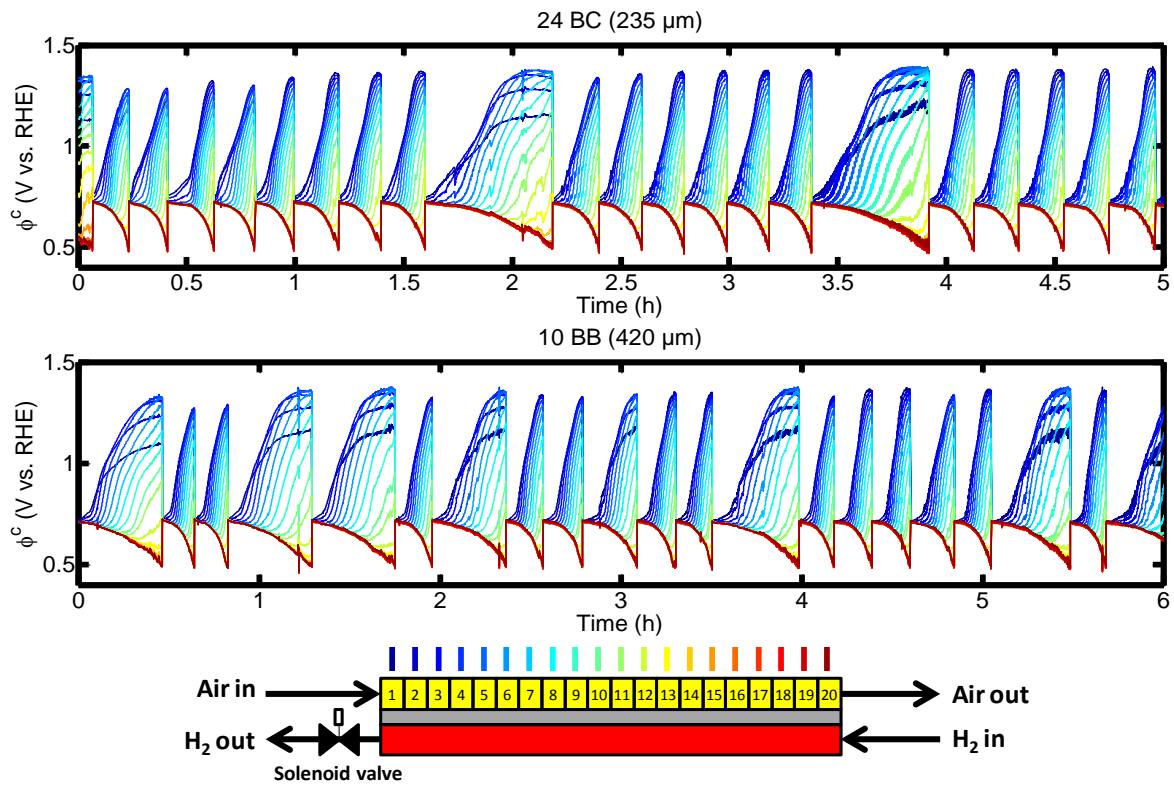 24 BC (235 µm)
1.5
1
0.5
ϕᶜ (V vs. RHE)
0 0.5 1 1.5 2 2.5 3 3.5 4 4.5 5
Time (h)
10 BB (420 µm)
1.5
1
0.5
ϕᶜ (V vs. RHE)
0 1 2 3 4 5 6
Time (h)
Air in
1 2 3 4 5 6 7 8 9 10 11 12 13 14 15 16 17 18 19 20
Air out
H₂ out
H₂ in
Solenoid valve